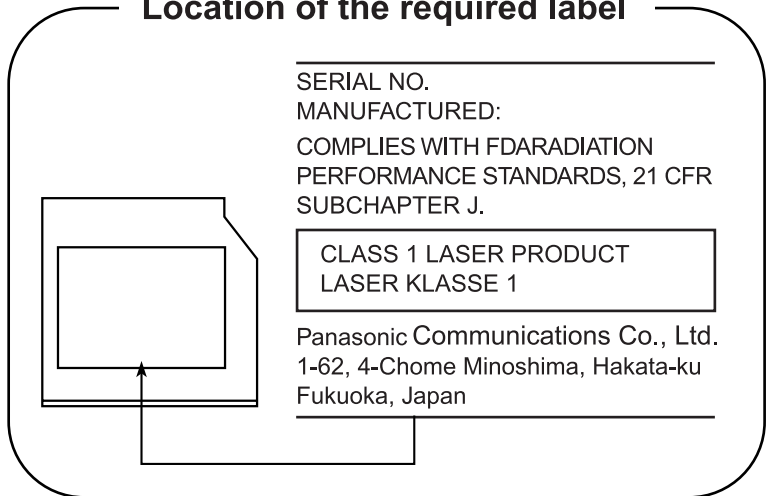 Location of the required label
SERIAL NO.
MANUFACTURED:
COMPLIES WITH FDARADIATION
PERFORMANCE STANDARDS, 21 CFR
SUBCHAPTER J.
CLASS 1 LASER PRODUCT
LASER KLASSE 1
Panasonic Communications Co., Ltd.
1-62, 4-Chome Minoshima, Hakata-ku
Fukuoka, Japan